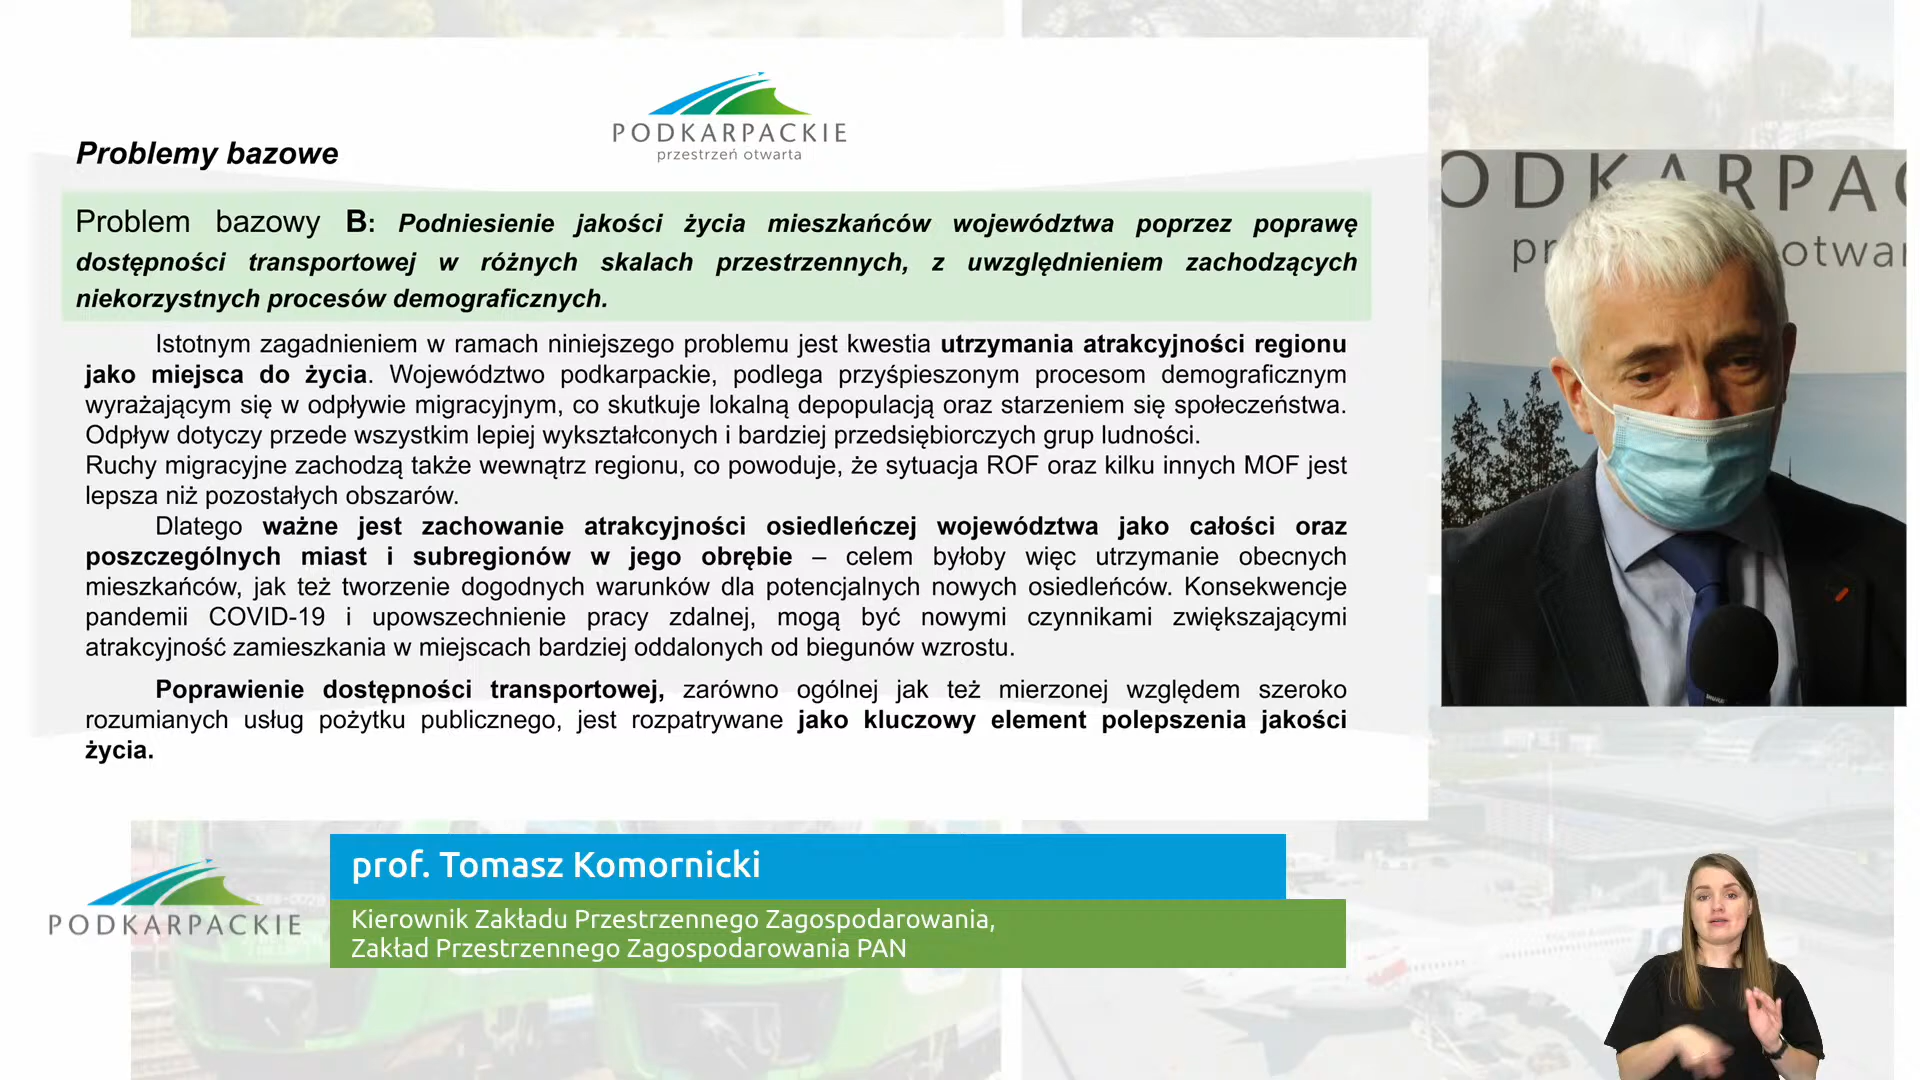 PODKARPACKIE
przestrzeń otwarta
Problemy bazowe
Problem bazowy B: Podniesienie jakości życia mieszkańców województwa poprzez poprawę
dostępności transportowej w różnych skalach przestrzennych, z uwzględnieniem zachodzących
niekorzystnych procesów demograficznych.
Istotnym zagadnieniem w ramach niniejszego problemu jest kwestia utrzymania atrakcyjności regionu
jako miejsca do życia. Województwo podkarpackie, podlega przyśpieszonym procesom demograficznym
wyrażającym się w odpływie migracyjnym, co skutkuje lokalną depopulacją oraz starzeniem się społeczeństwa.
Odpływ dotyczy przede wszystkim lepiej wykształconych i bardziej przedsiębiorczych grup ludności.
Ruchy migracyjne zachodzą także wewnątrz regionu, co powoduje, że sytuacja ROF oraz kilku innych MOF jest
lepsza niż pozostałych obszarów.
Dlatego ważne jest zachowanie atrakcyjności osiedleńczej województwa jako całości oraz
poszczególnych miast i subregionów w jego obrębie – celem byłoby więc utrzymanie obecnych
mieszkańców, jak też tworzenie dogodnych warunków dla potencjalnych nowych osiedleńców. Konsekwencje
pandemii COVID-19 i upowszechnienie pracy zdalnej, mogą być nowymi czynnikami zwiększającymi
atrakcyjność zamieszkania w miejscach bardziej oddalonych od biegunów wzrostu.
Poprawienie dostępności transportowej, zarówno ogólnej jak też mierzonej względem szeroko
rozumianych usług pożytku publicznego, jest rozpatrywane jako kluczowy element polepszenia jakości
życia.
ODKARPAC
pr otwar
prof. Tomasz Komornicki
Kierownik Zakładu Przestrzennego Zagospodarowania,
Zakład Przestrzennego Zagospodarowania PAN
PODKARPACKIE